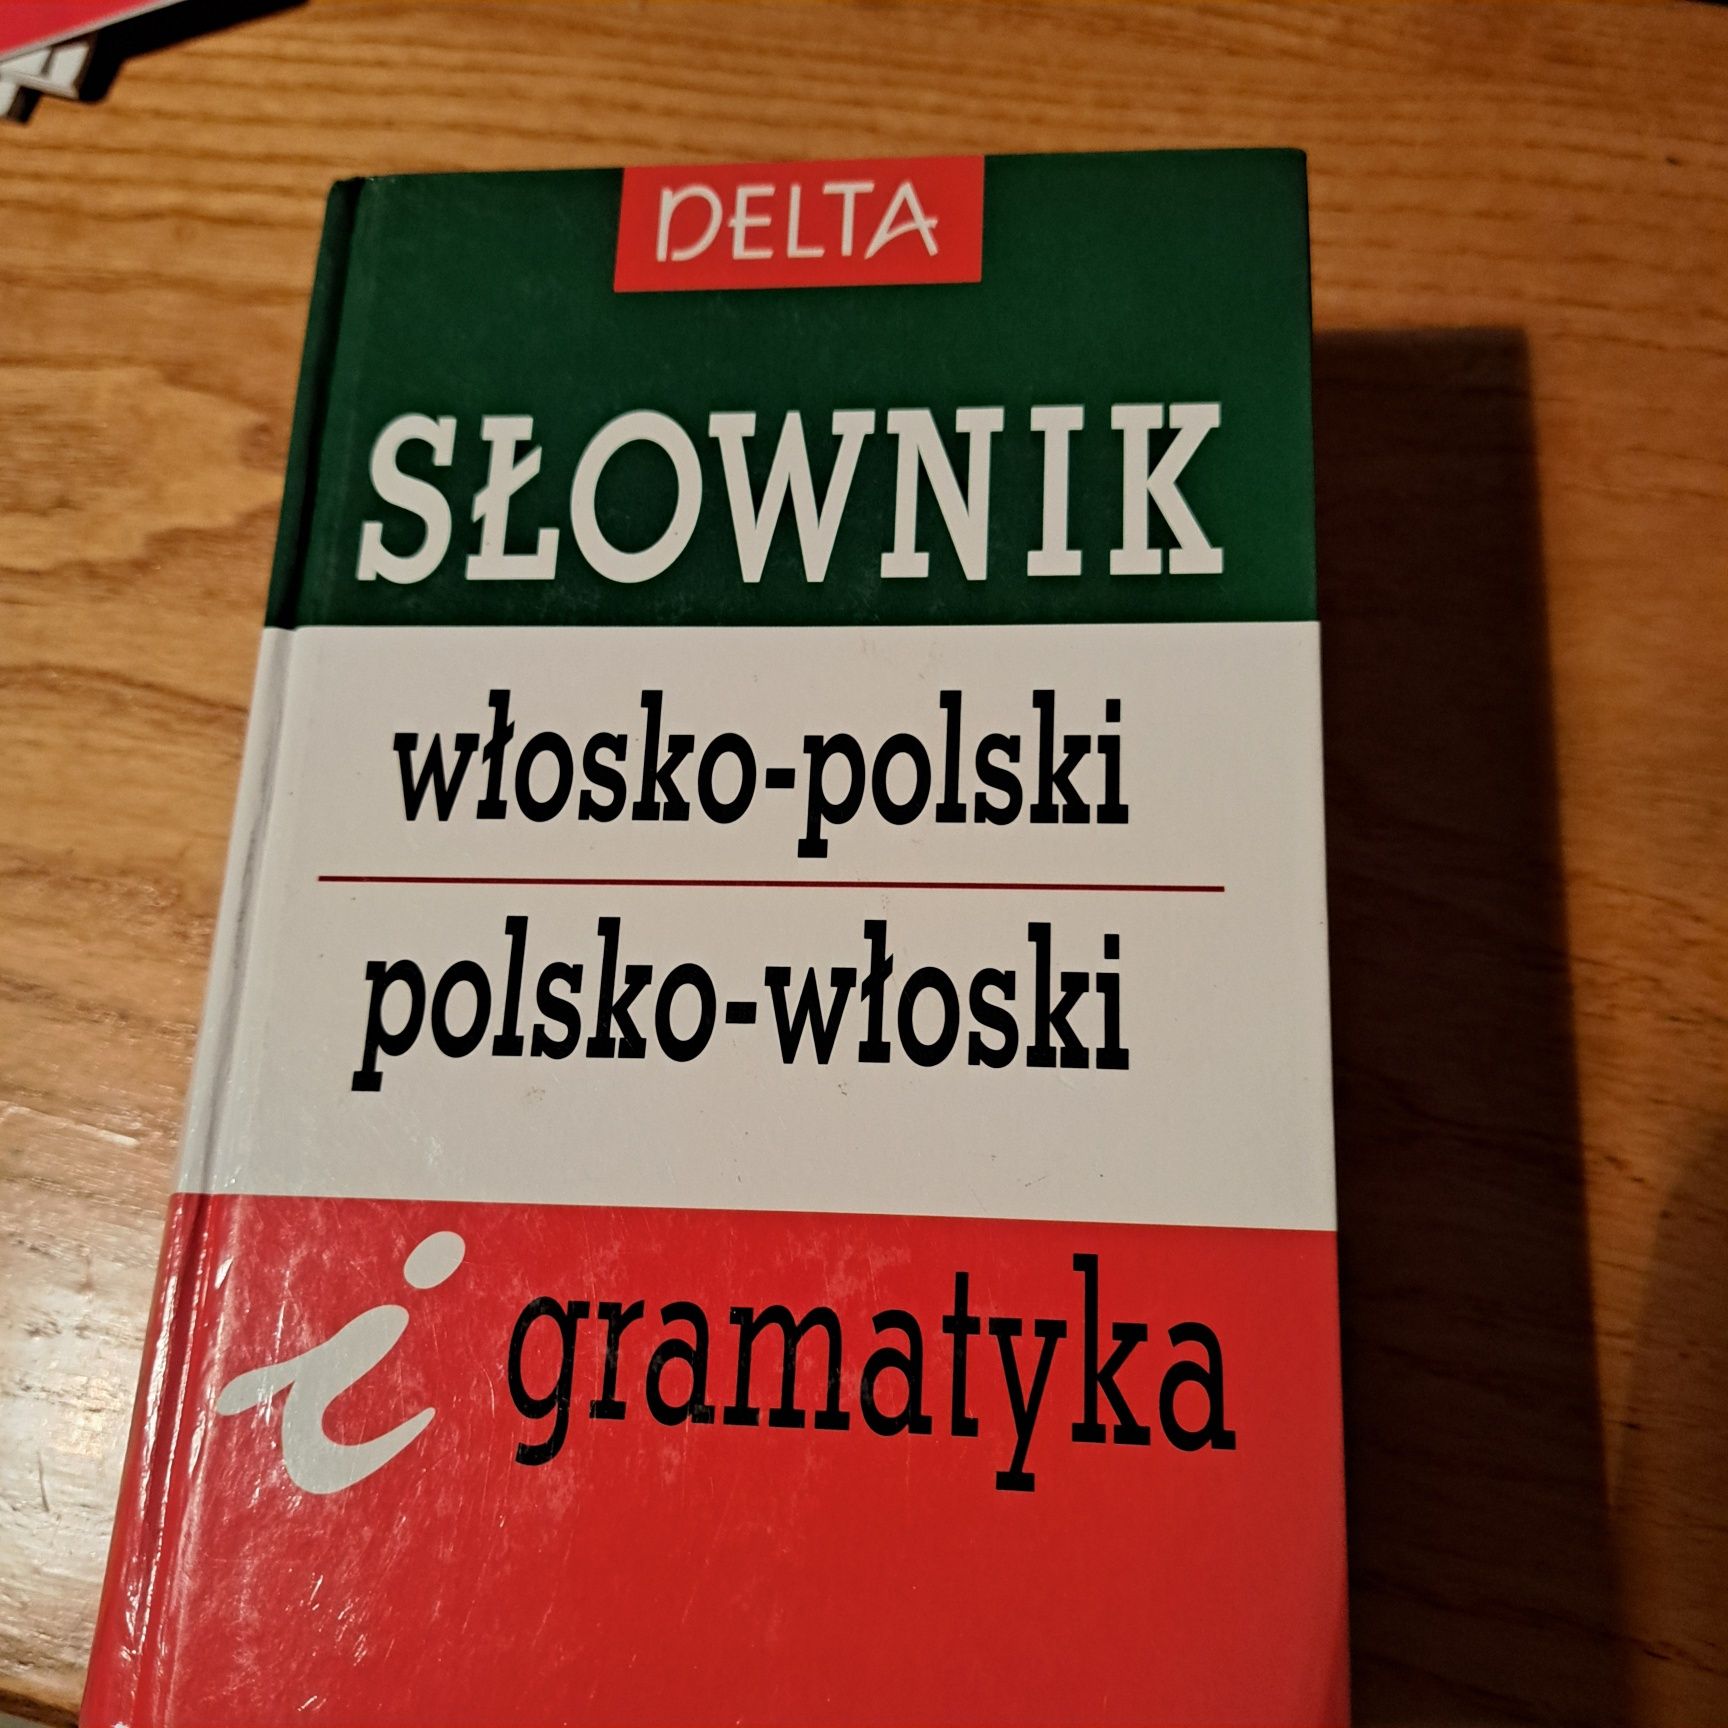 DELTA
SŁOWNIK
włosko-polski
polsko-włoski
i gramatyka